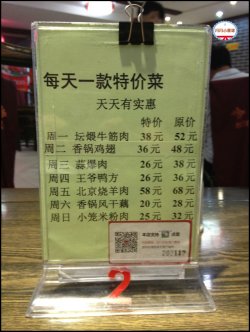 每天一款特价菜
天天有实惠
特价 原价
周一 坛煨牛筋肉 38元 52元
周二 香锅鸡翅 36元 48元
周三 蒜爆肉 26元 38元
周四 王爷鸭方 26元 36元
周五 北京烧羊肉 58元 68元
周六 香锅风干藕 20元 28元
周日 小笼米粉肉 25元 32元
2